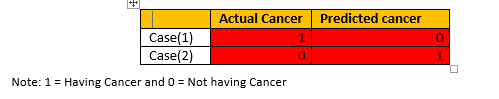 Actual Cancer Predicted cancer
Case(1) 1 0
Case(2) 0 1
Note: 1 = Having Cancer and 0 = Not having Cancer